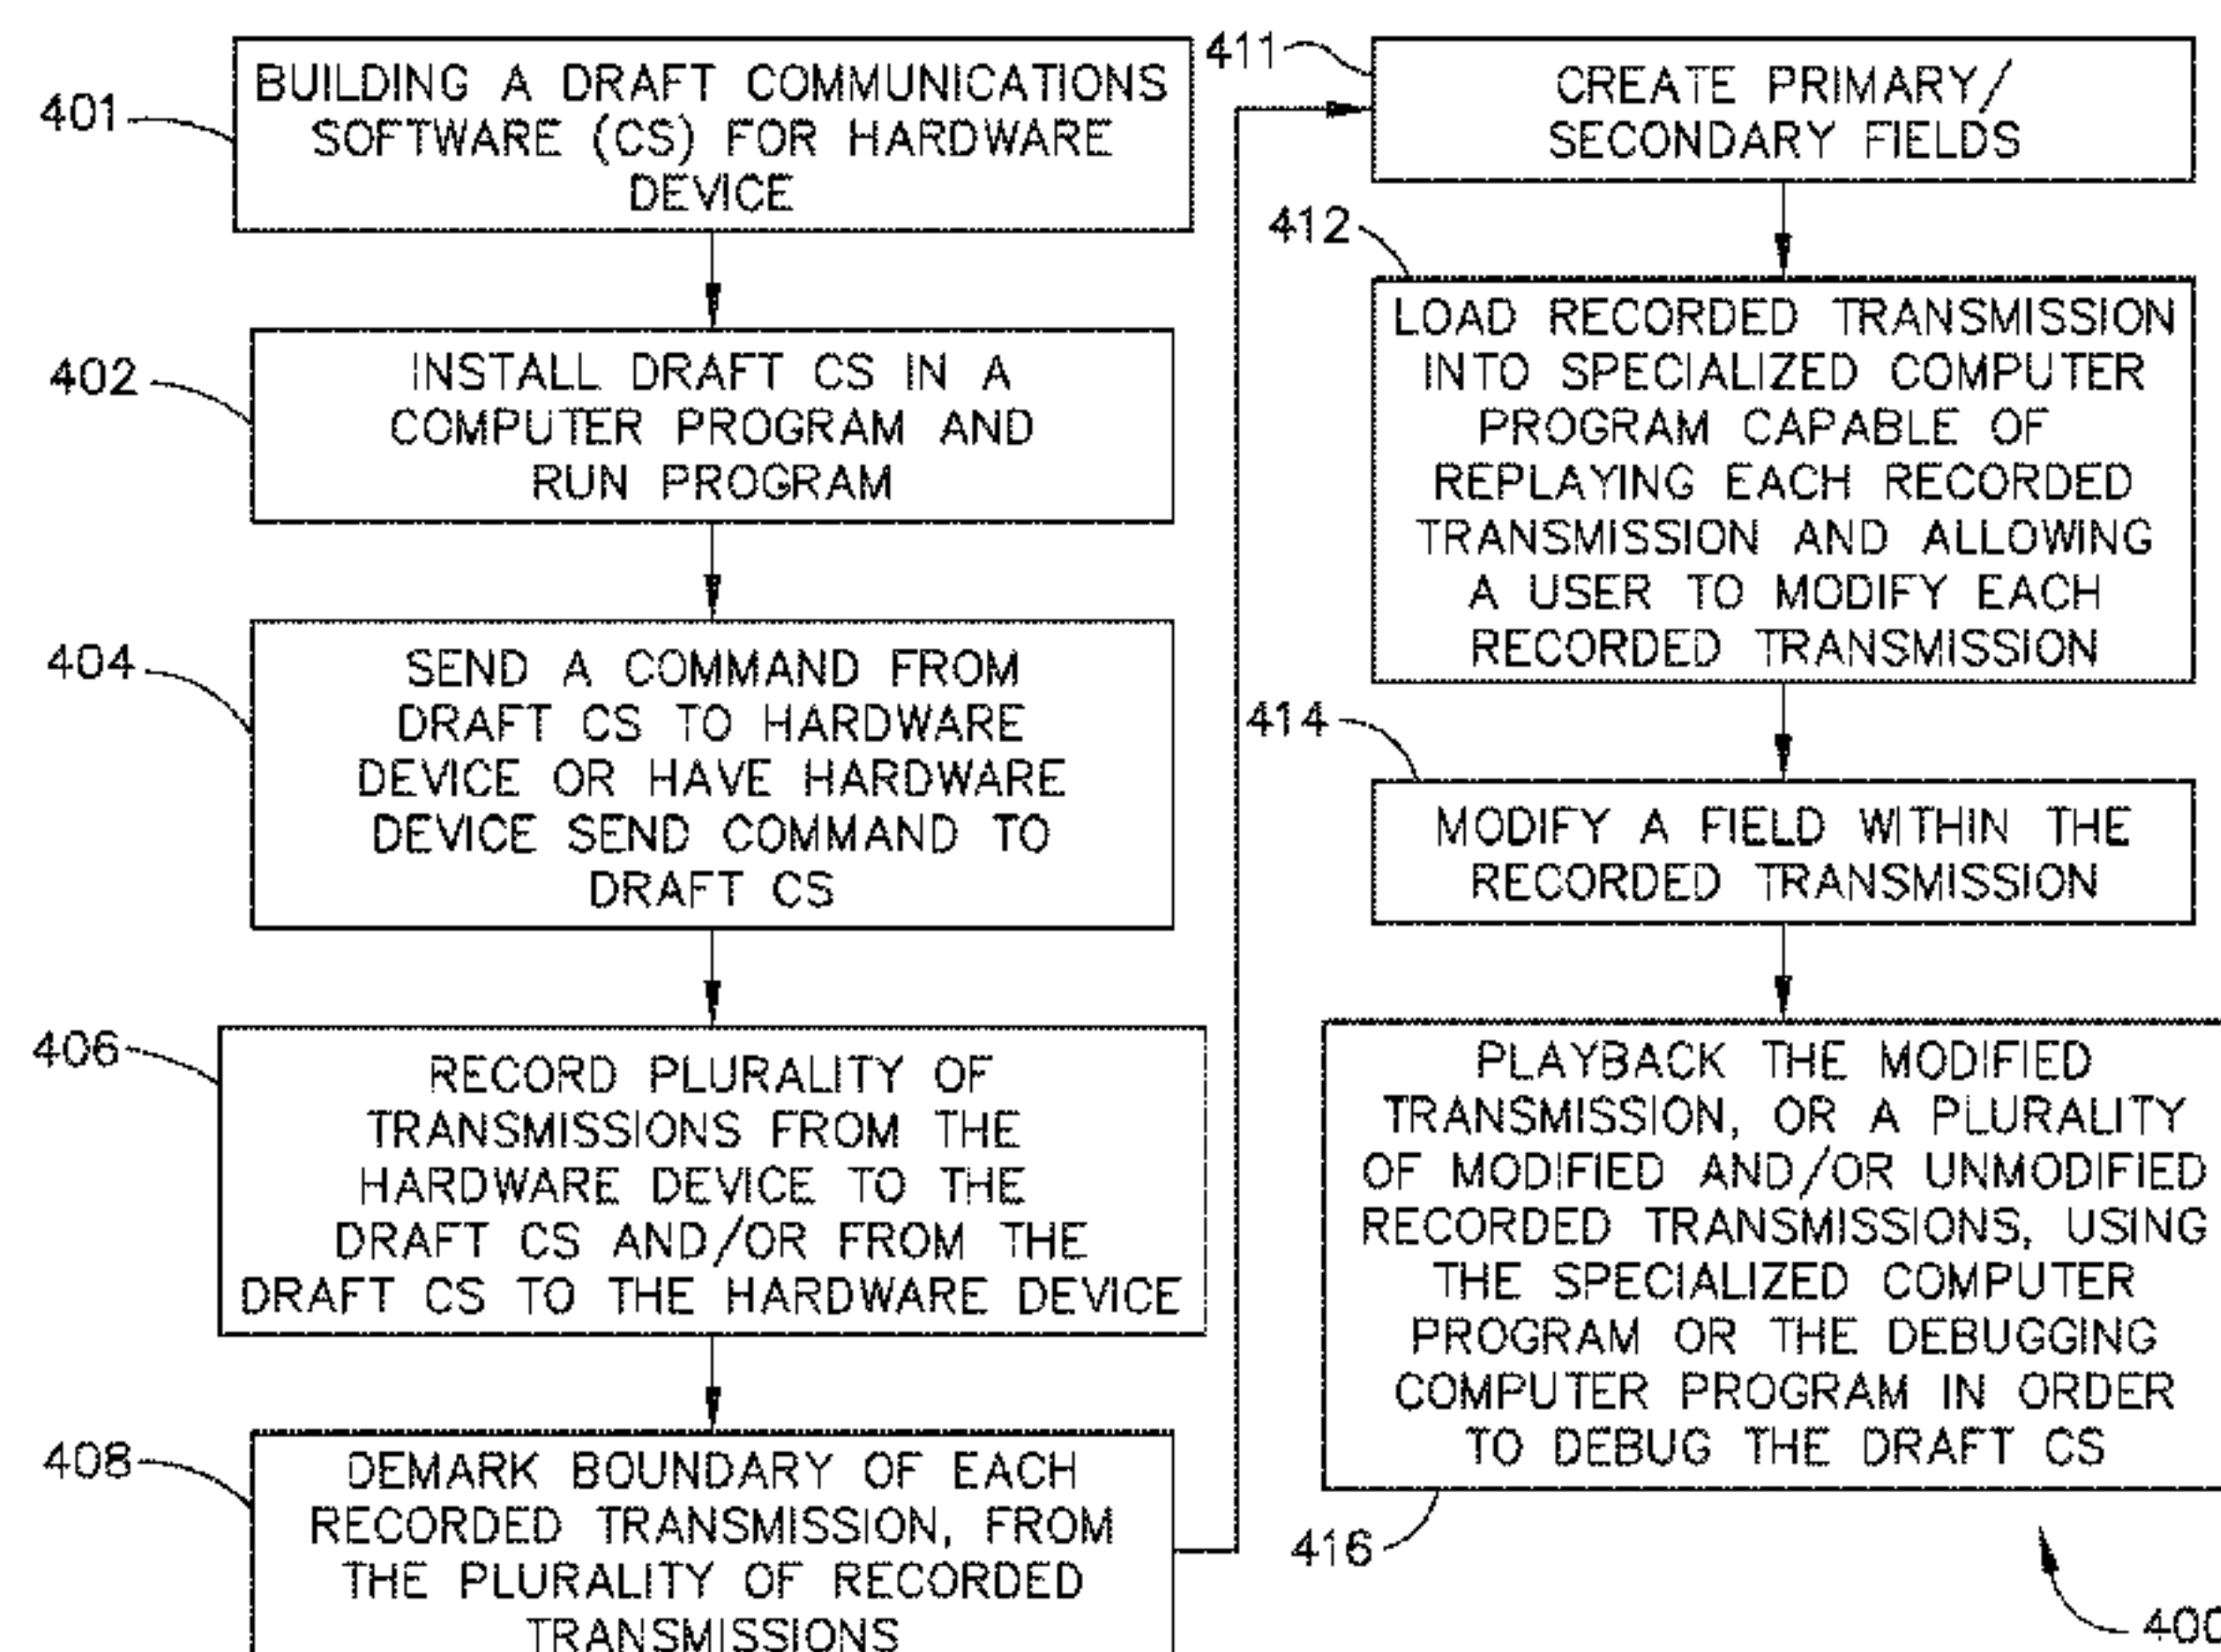 401
BUILDING A DRAFT COMMUNICATIONS
SOFTWARE (CS) FOR HARDWARE
DEVICE
402
INSTALL DRAFT CS IN A
COMPUTER PROGRAM AND
RUN PROGRAM
404
SEND A COMMAND FROM
DRAFT CS TO HARDWARE
DEVICE OR HAVE HARDWARE
DEVICE SEND COMMAND TO
DRAFT CS
406
RECORD PLURALITY OF
TRANSMISSIONS FROM THE
HARDWARE DEVICE TO THE
DRAFT CS AND/OR FROM THE
DRAFT CS TO THE HARDWARE DEVICE
408
DEMARK BOUNDARY OF EACH
RECORDED TRANSMISSION, FROM
THE PLURALITY OF RECORDED
TRANSMISSIONS
411
CREATE PRIMARY/
SECONDARY FIELDS
412
LOAD RECORDED TRANSMISSION
INTO SPECIALIZED COMPUTER
PROGRAM CAPABLE OF
REPLAYING EACH RECORDED
TRANSMISSION AND ALLOWING
A USER TO MODIFY EACH
RECORDED TRANSMISSION
414
MODIFY A FIELD WITHIN THE
RECORDED TRANSMISSION
PLAYBACK THE MODIFIED
TRANSMISSION, OR A PLURALITY
OF MODIFIED AND/OR UNMODIFIED
RECORDED TRANSMISSIONS, USING
THE SPECIALIZED COMPUTER
PROGRAM OR THE DEBUGGING
COMPUTER PROGRAM IN ORDER
TO DEBUG THE DRAFT CS
416
400